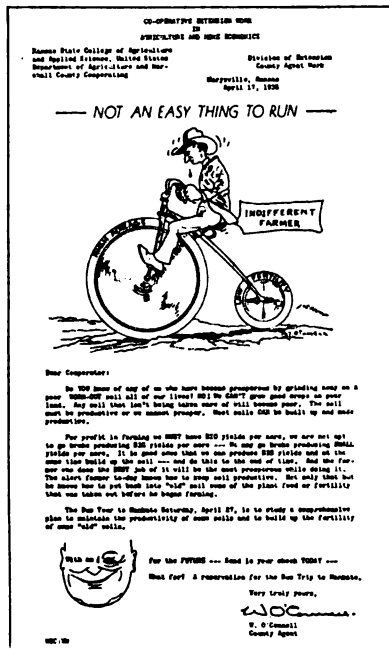 CO-OPERATIVE EXTENSION WORK
IN
AGRICULTURE AND HOME ECONOMICS
Kansas State College of Agriculture
and Applied Science, United States
Department of Agriculture and Mar-
shall County Cooperating
Division of Extension
County Agent Work
Marysville, Kansas
April 17,
NOT AN EASY THING TO RUN
INDIFFERENT
FARMER
FERTILITY
Dear Cooperator:
Do YOU know of any of us who have become prosperous by grinding away on a
poor WORN-OUT soil all of our lives? NO! We CAN'T grow good crops on poor
land. Any soil that isn't being taken care of will become poor. The soil
must be productive or we cannot prosper. Most soils CAN be built up and made
productive.
For profit in farming we MUST have BIG yields per acre, we are not apt
to go broke producing BIG yields per acre --- We may go broke producing SMALL
yields per acre. It is good news that we can produce BIG yields and at the
same time build up the soil --- and do this to the end of time. And the far-
mer who does the BEST job of it will be the most prosperous while doing it.
The alert farmer to-day knows how to keep soil productive. Not only that but
he knows how to put back into "old" soil some of the plant food or fertility
that was taken out before he began farming.
The Bus Tour to Mankato Saturday, April 27, is to study a comprehensive
plan to maintain the productivity of some soils and to build up the fertility
of some "old" soils.
With an
for the FUTURE --- Send in your check TODAY ---
What for? A reservation for the Bus Trip to Mankato.
Very truly yours,
W O'Connell
W. O'Connell
County Agent